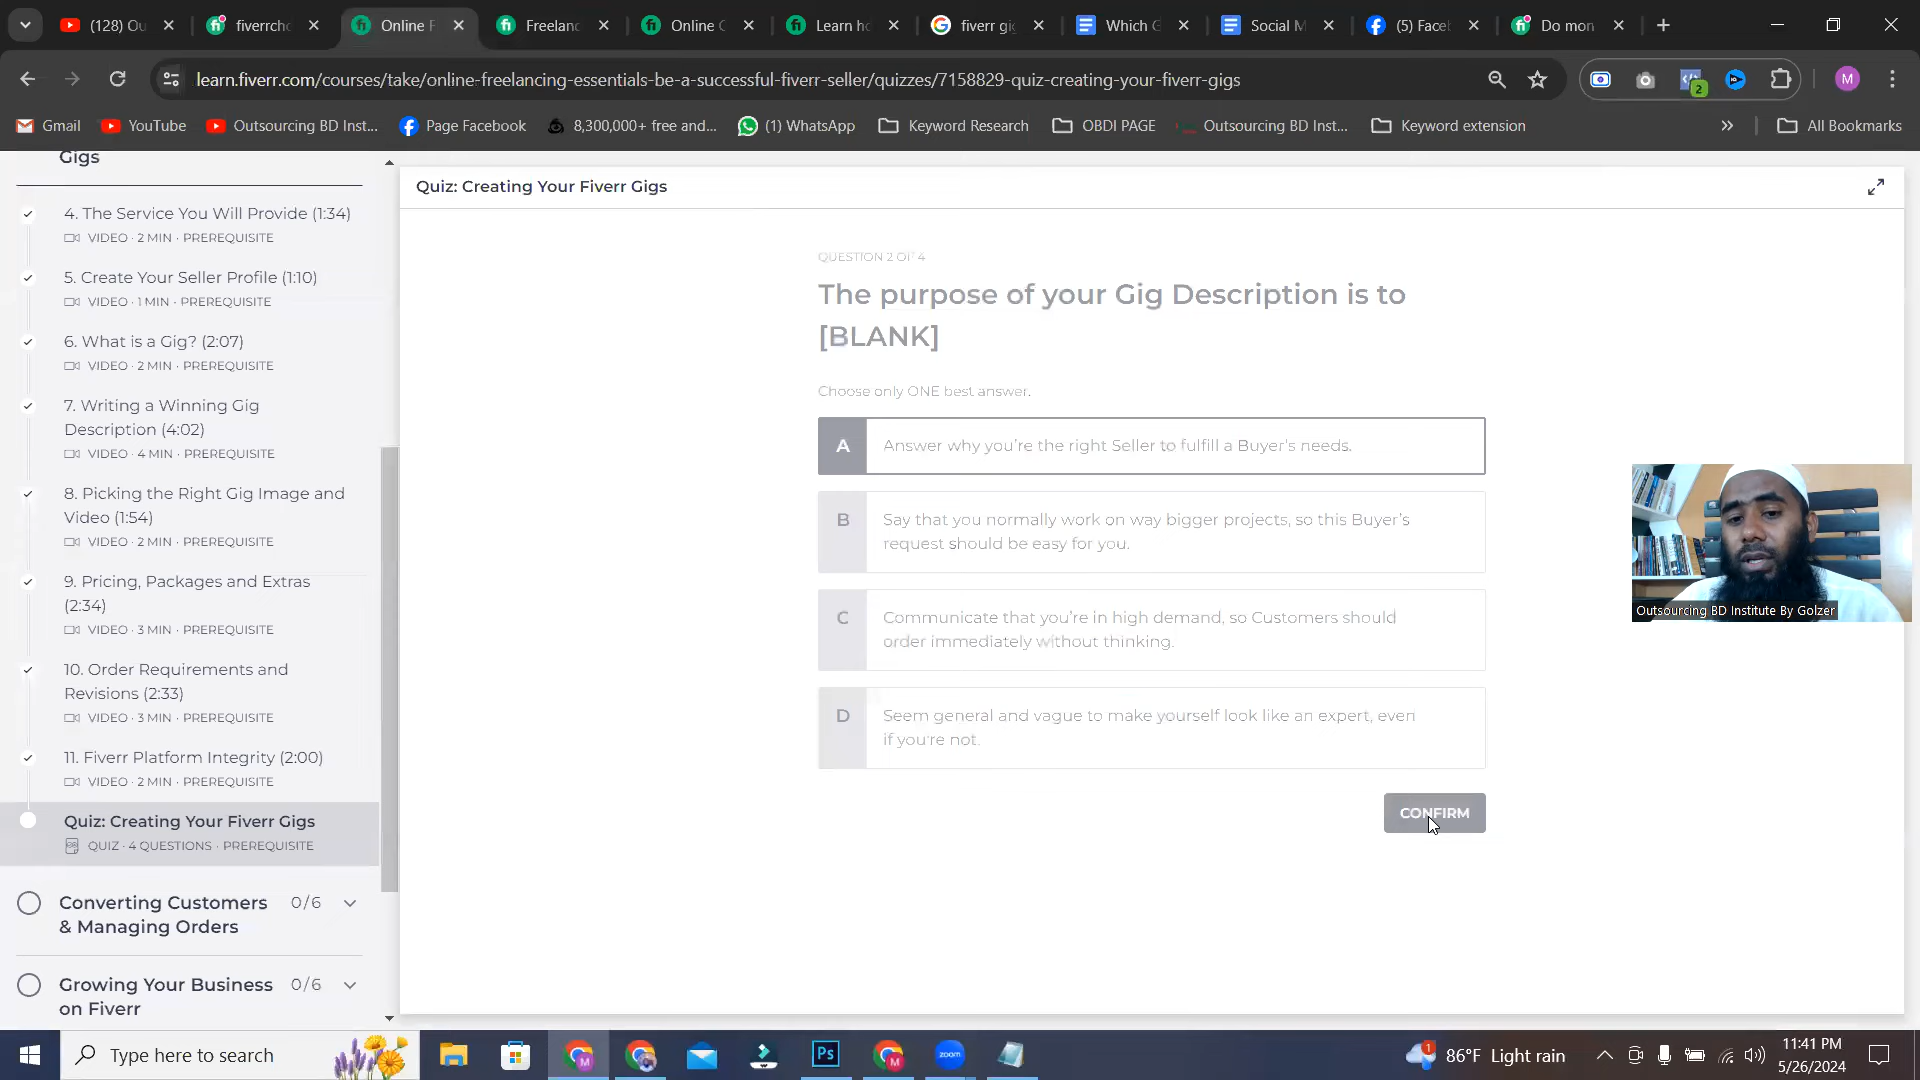 (128) Ou
fiverrcho
Online F
Freelanc
Online C
Learn ho
fiverr gig
Which G
Social M
(5) Faceb
Do mon
learn.fiverr.com/courses/take/online-freelancing-essentials-be-a-successful-fiverr-seller/quizzes/7158829-quiz-creating-your-fiverr-gigs
2
M
Gmail
YouTube
Outsourcing BD Inst...
Page Facebook
8,300,000+ free and...
(1) WhatsApp
Keyword Research
OBDI PAGE
Outsourcing BD Inst...
Keyword extension
All Bookmarks
Gigs
4. The Service You Will Provide (1:34)
VIDEO · 2 MIN · PREREQUISITE
5. Create Your Seller Profile (1:10)
VIDEO · 1 MIN · PREREQUISITE
6. What is a Gig? (2:07)
VIDEO · 2 MIN · PREREQUISITE
7. Writing a Winning Gig
Description (4:02)
VIDEO · 4 MIN · PREREQUISITE
8. Picking the Right Gig Image and
Video (1:54)
VIDEO · 2 MIN · PREREQUISITE
9. Pricing, Packages and Extras
(2:34)
VIDEO · 3 MIN · PREREQUISITE
10. Order Requirements and
Revisions (2:33)
VIDEO · 3 MIN · PREREQUISITE
11. Fiverr Platform Integrity (2:00)
VIDEO · 2 MIN · PREREQUISITE
Quiz: Creating Your Fiverr Gigs
QUIZ · 4 QUESTIONS · PREREQUISITE
Converting Customers
& Managing Orders
0/6
Growing Your Business
on Fiverr
0/6
Quiz: Creating Your Fiverr Gigs
QUESTION 2 OF 4
The purpose of your Gig Description is to
[BLANK]
Choose only ONE best answer.
A
Answer why you're the right Seller to fulfill a Buyer's needs.
B
Say that you normally work on way bigger projects, so this Buyer's
request should be easy for you.
C
Communicate that you're in high demand, so Customers should
order immediately without thinking.
D
Seem general and vague to make yourself look like an expert, even
if you're not.
CONFIRM
Outsourcing BD Institute By Golzer
Type here to search
Ps
zoom
1
86°F Light rain
11:41 PM
5/26/2024